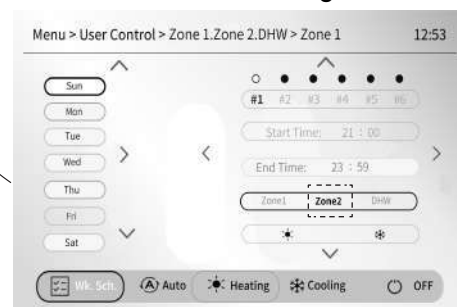 Menu > User Control > Zone 1.Zone 2.DHW > Zone 1 12:53
Sun
Mon
Tue
Wed
Thu
Fri
Sat
#1 #2 #3 #4 #5 #6
Start Time: 21 : 00
End Time: 23 : 59
Zone1 Zone2 DHW
Wk. Sch. Auto Heating Cooling OFF